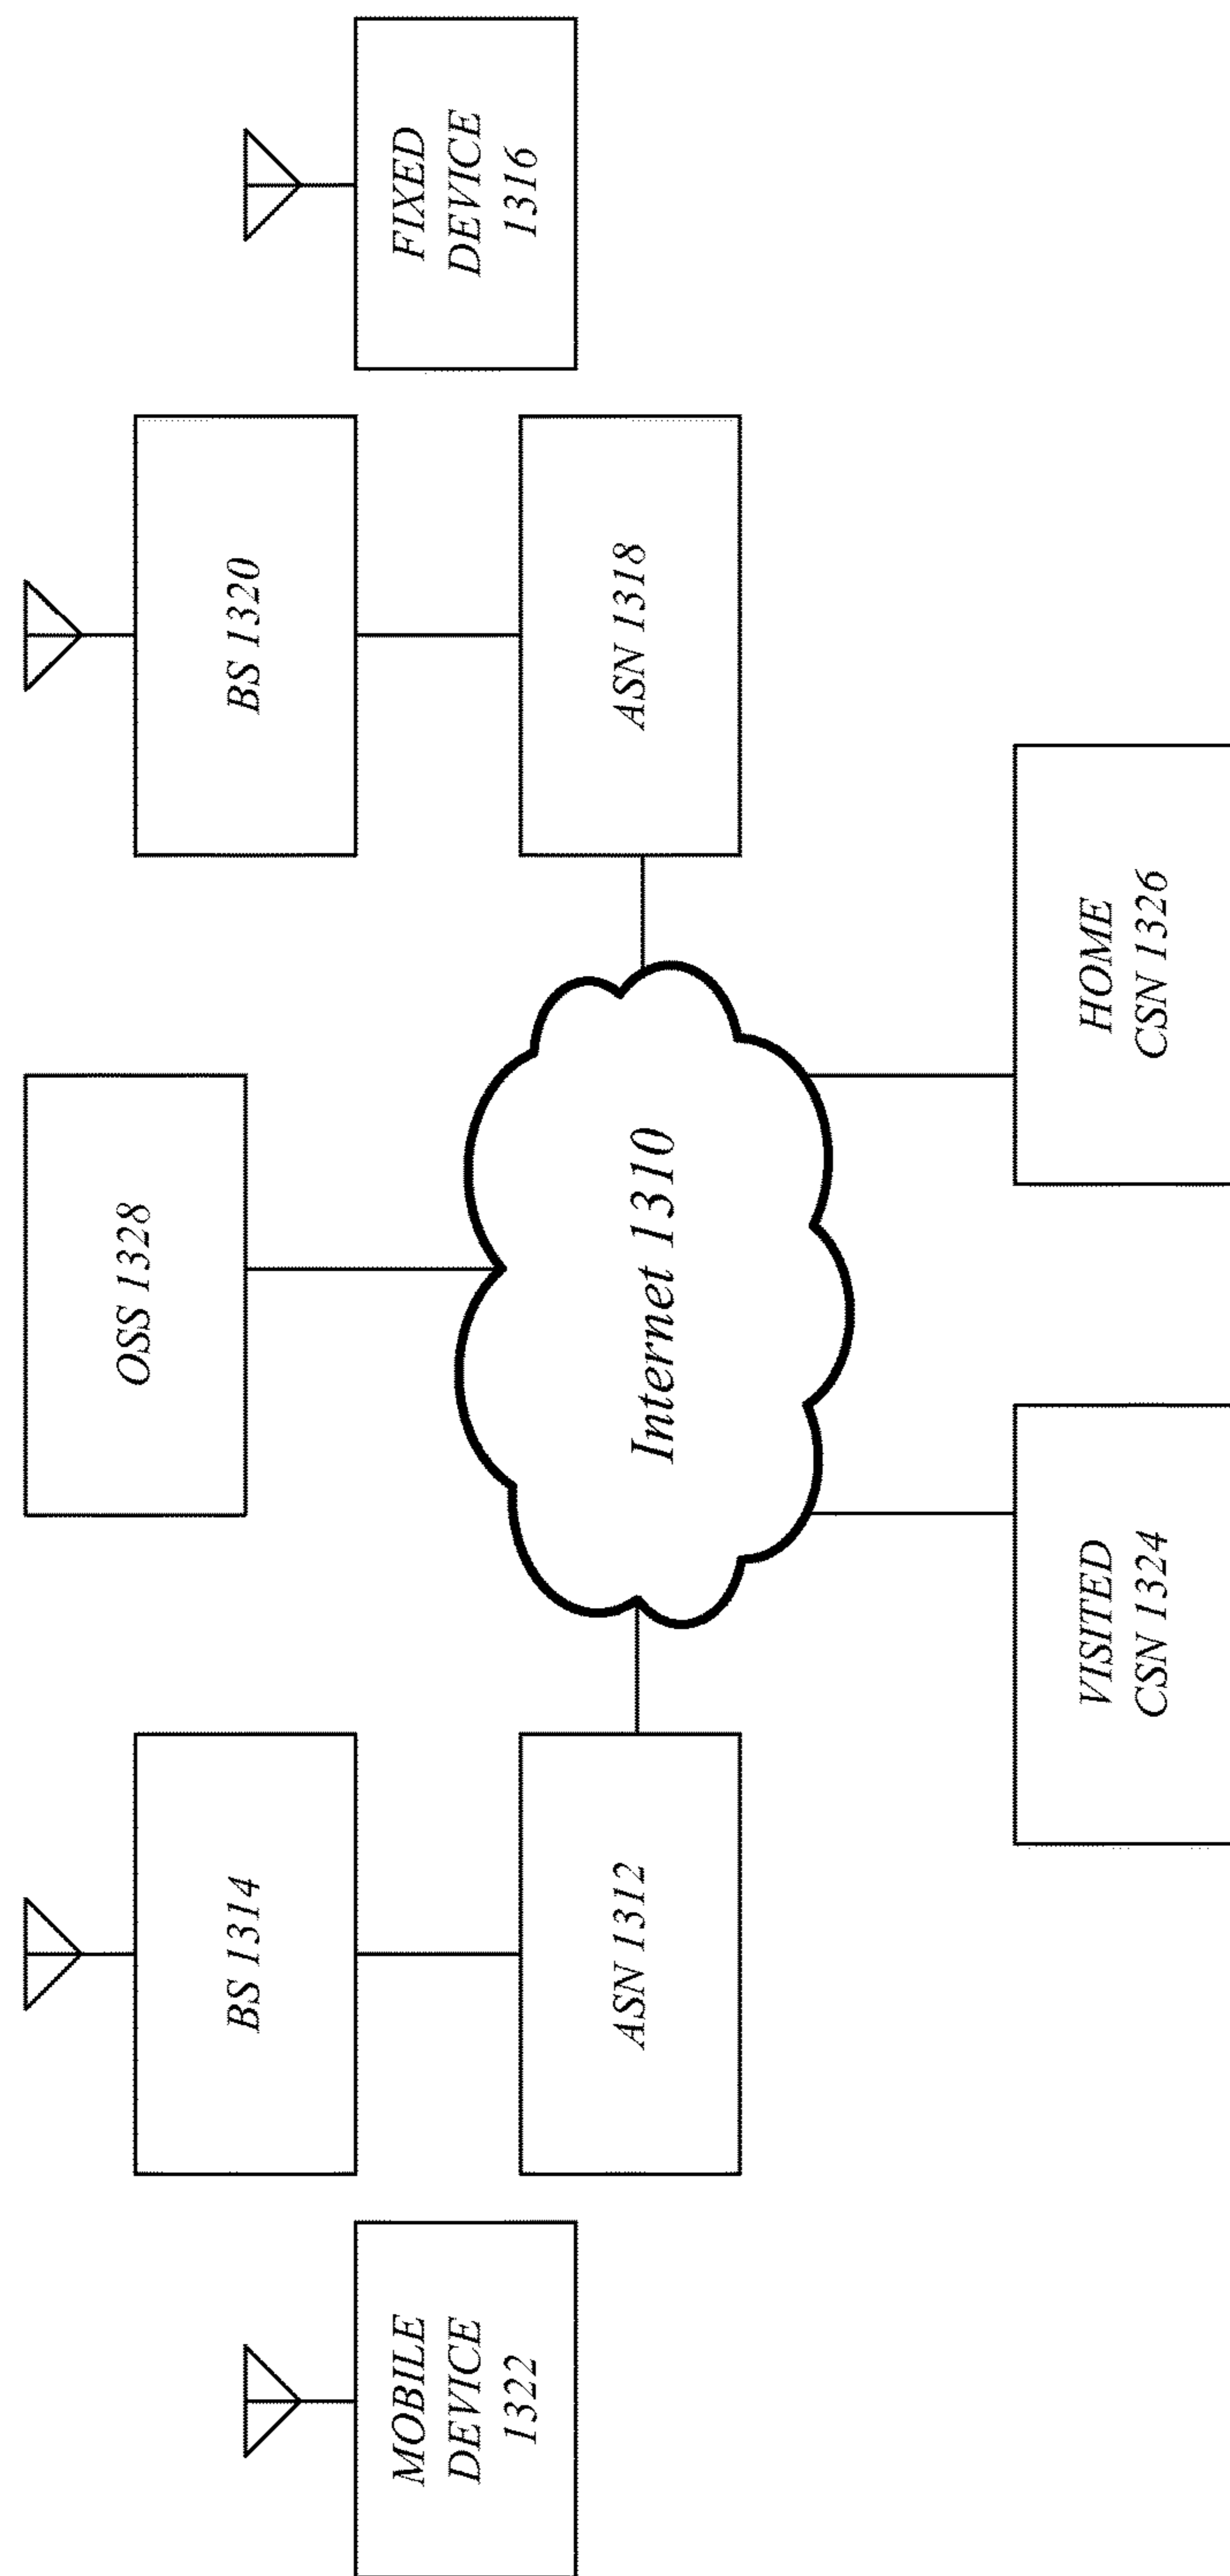 MOBILE
DEVICE
1322
BS 1314
ASN 1312
OSS 1328
Internet 1310
VISITED
CSN 1324
HOME
CSN 1326
BS 1320
ASN 1318
FIXED
DEVICE
1316